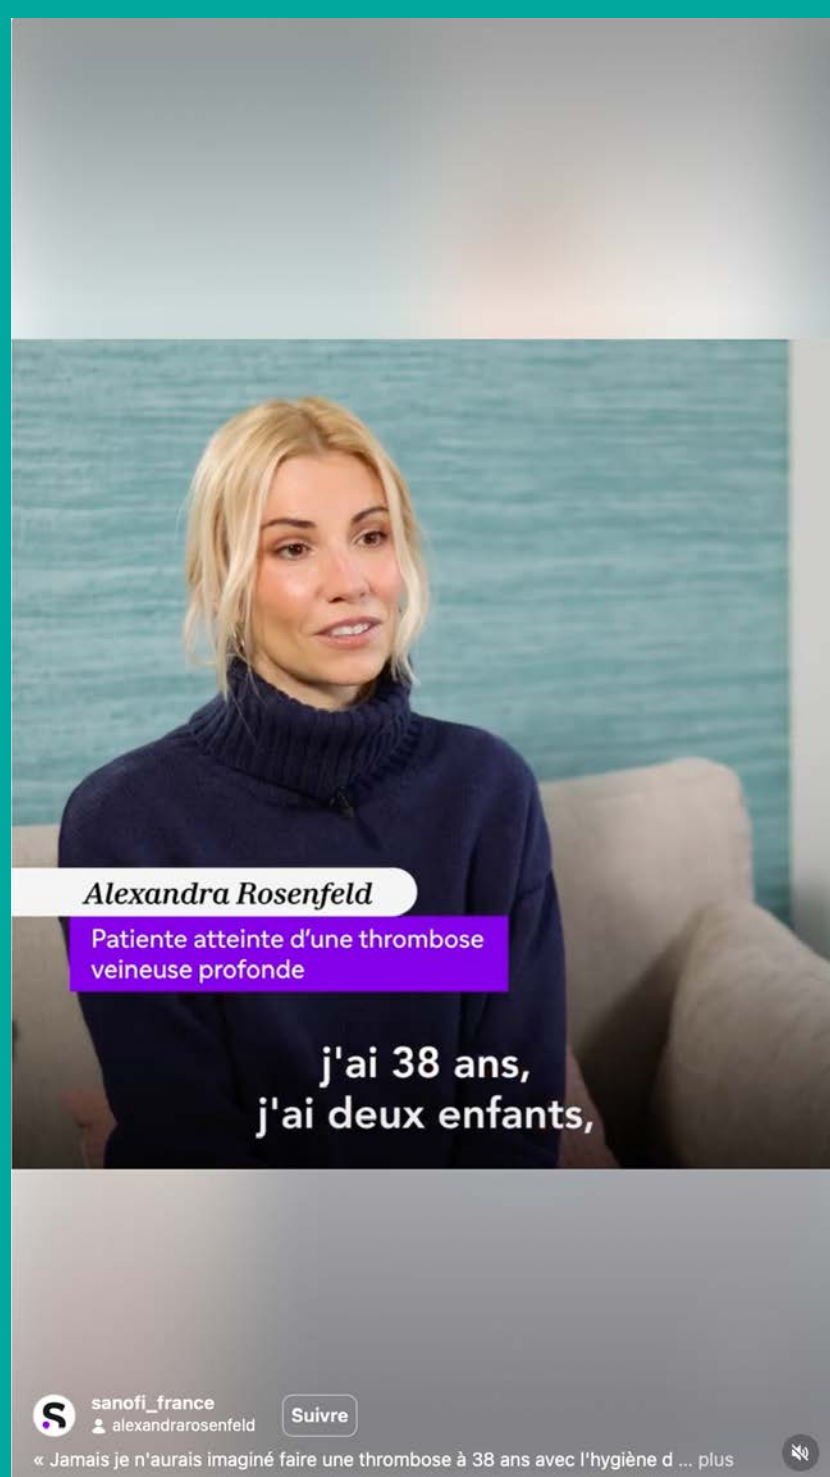 Alexandra Rosenfeld
Patiente atteinte d'une thrombose
veineuse profonde
j'ai 38 ans,
j'ai deux enfants,
sanofi_france
alexandrarosenfeld
Suivre
« Jamais je n'aurais imaginé faire une thrombose à 38 ans avec l'hygiène d ... plus